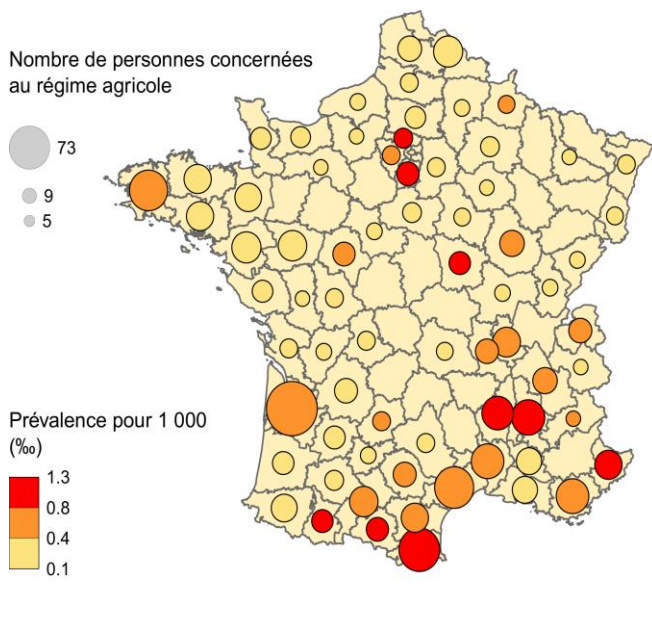 Nombre de personnes concernées
au régime agricole
73
9
5
Prévalence pour 1 000
(‰)
1.3
0.8
0.4
0.1